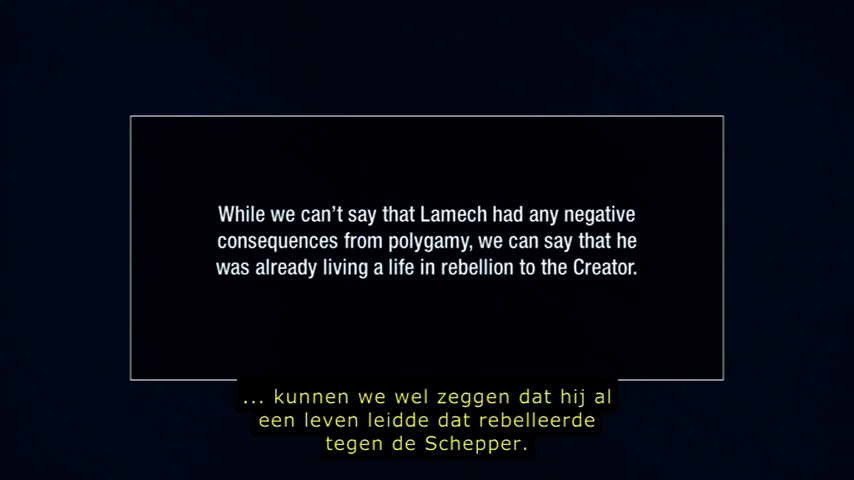 While we can't say that Lamech had any negative
consequences from polygamy, we can say that he
was already living a life in rebellion to the Creator.
... kunnen we wel zeggen dat hij al
een leven leidde dat rebelleerde
tegen de Schepper.